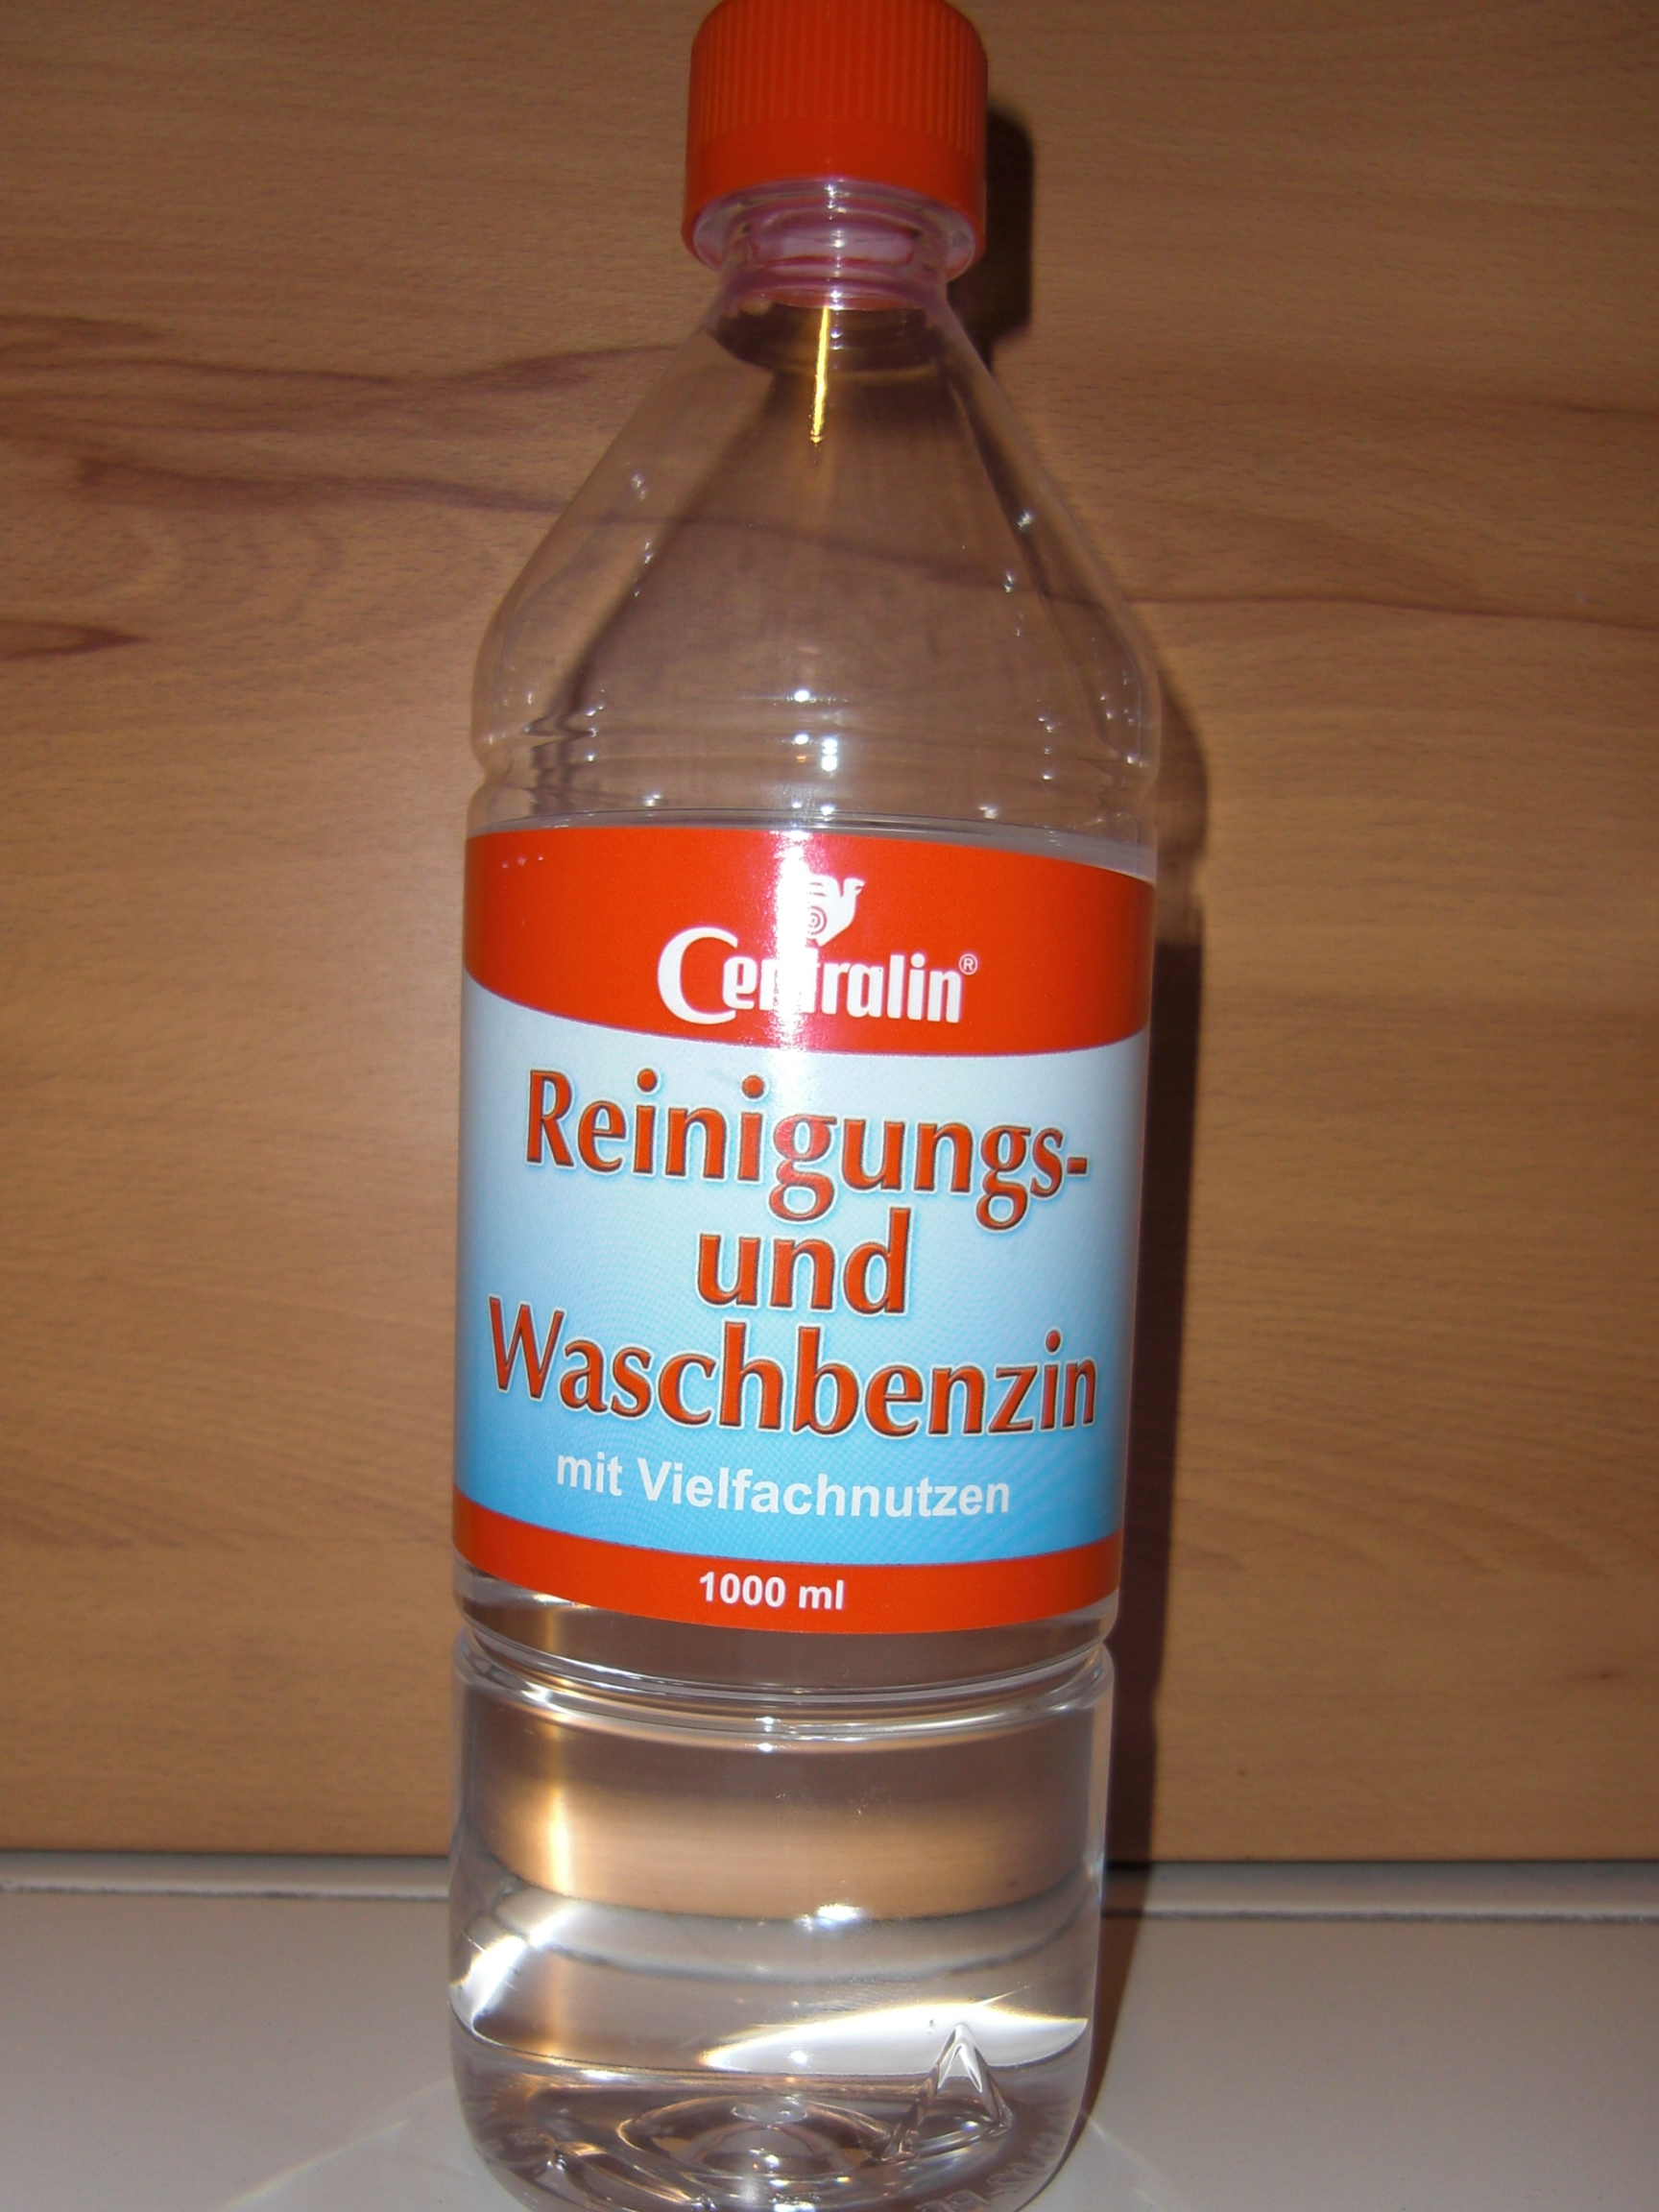 Centralin®
Reinigungs-
und
Waschbenzin
mit Vielfachnutzen
1000 ml